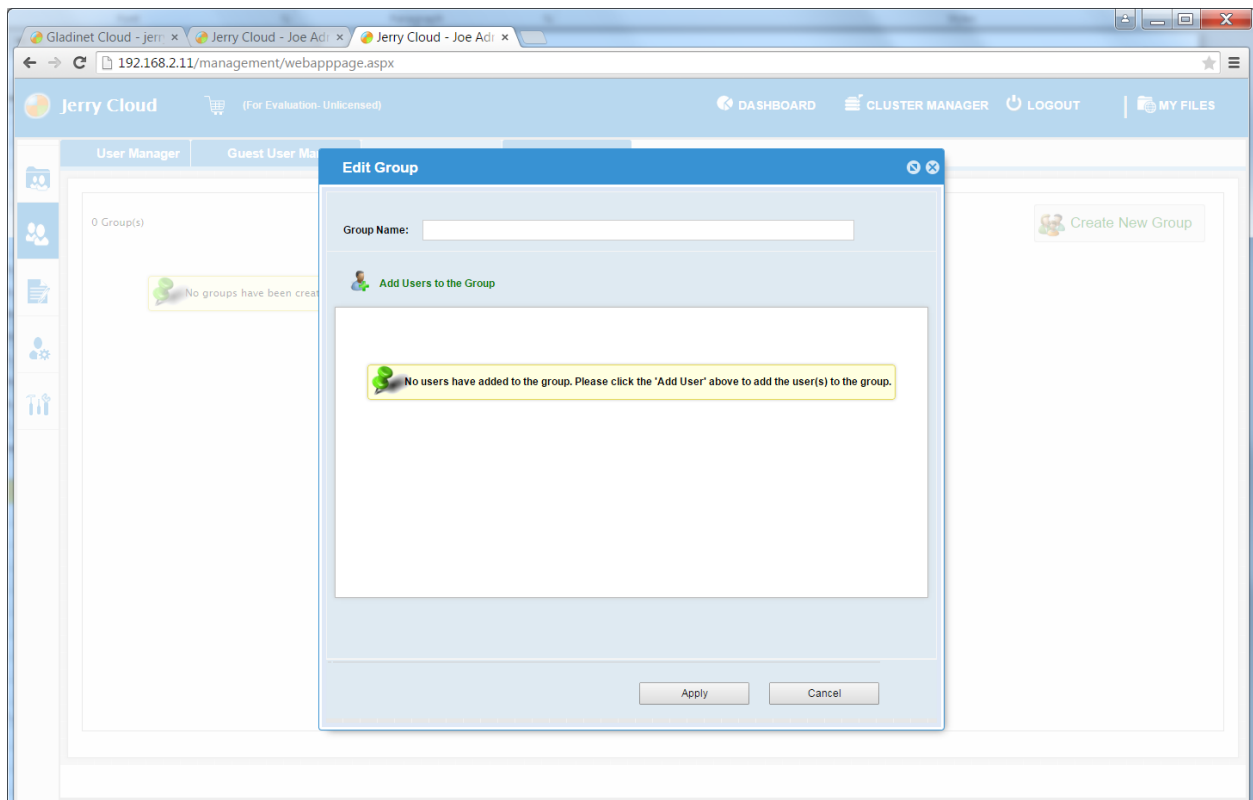 Gladinet Cloud - jerr
Jerry Cloud - Joe Adr
Jerry Cloud - Joe Adr
192.168.2.11/management/webapppage.aspx
Jerry Cloud
(For Evaluation- Unlicensed)
DASHBOARD
CLUSTER MANAGER
LOGOUT
MY FILES
User Manager
Guest User Ma
Edit Group
0 Group(s)
Create New Group
Group Name:
Add Users to the Group
No groups have been creat
No users have added to the group. Please click the 'Add User' above to add the user(s) to the group.
Apply
Cancel